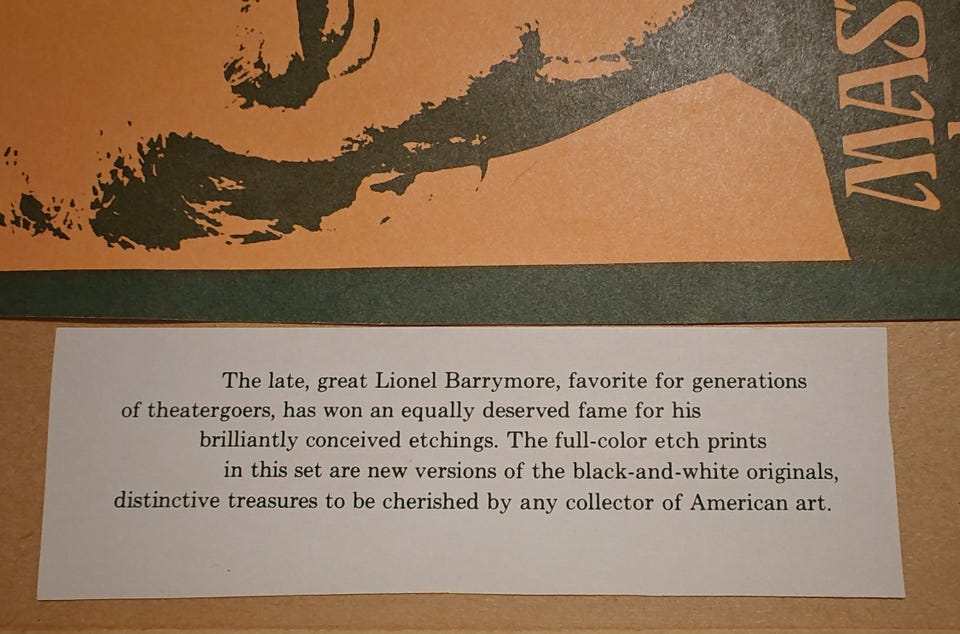 MAS
The late, great Lionel Barrymore, favorite for generations
of theatergoers, has won an equally deserved fame for his
brilliantly conceived etchings. The full-color etch prints
in this set are new versions of the black-and-white originals,
distinctive treasures to be cherished by any collector of American art.